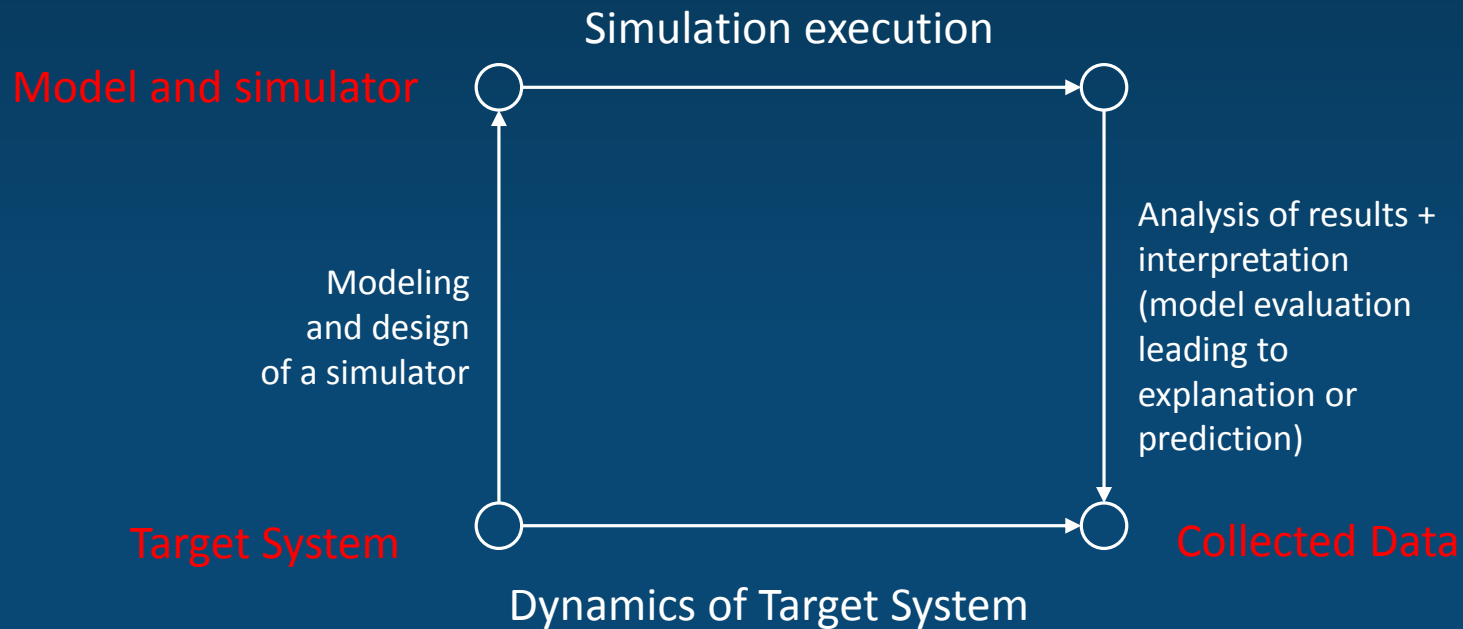 Simulation execution
Model and simulator
Modeling
and design
of a simulator
Analysis of results +
interpretation
(model evaluation
leading to
explanation or
prediction)
Target System
Collected Data
Dynamics of Target System